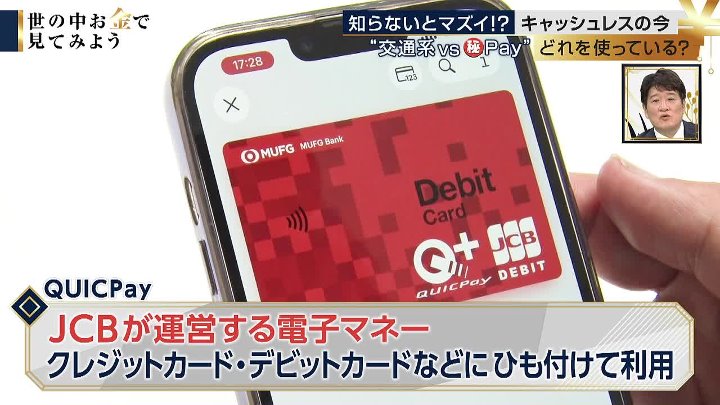 世の中お金で
見てみよう
知らないとマズイ!? キャッシュレスの今
“交通系vs㊙Pay” どれを使っている?
17:28
123
1
MUFG MUFG Bank
Debit
Card
Q+
QUICPay
JCB
DEBIT
QUICPay
JCBが運営する電子マネー
クレジットカード・デビットカードなどにひも付けて利用